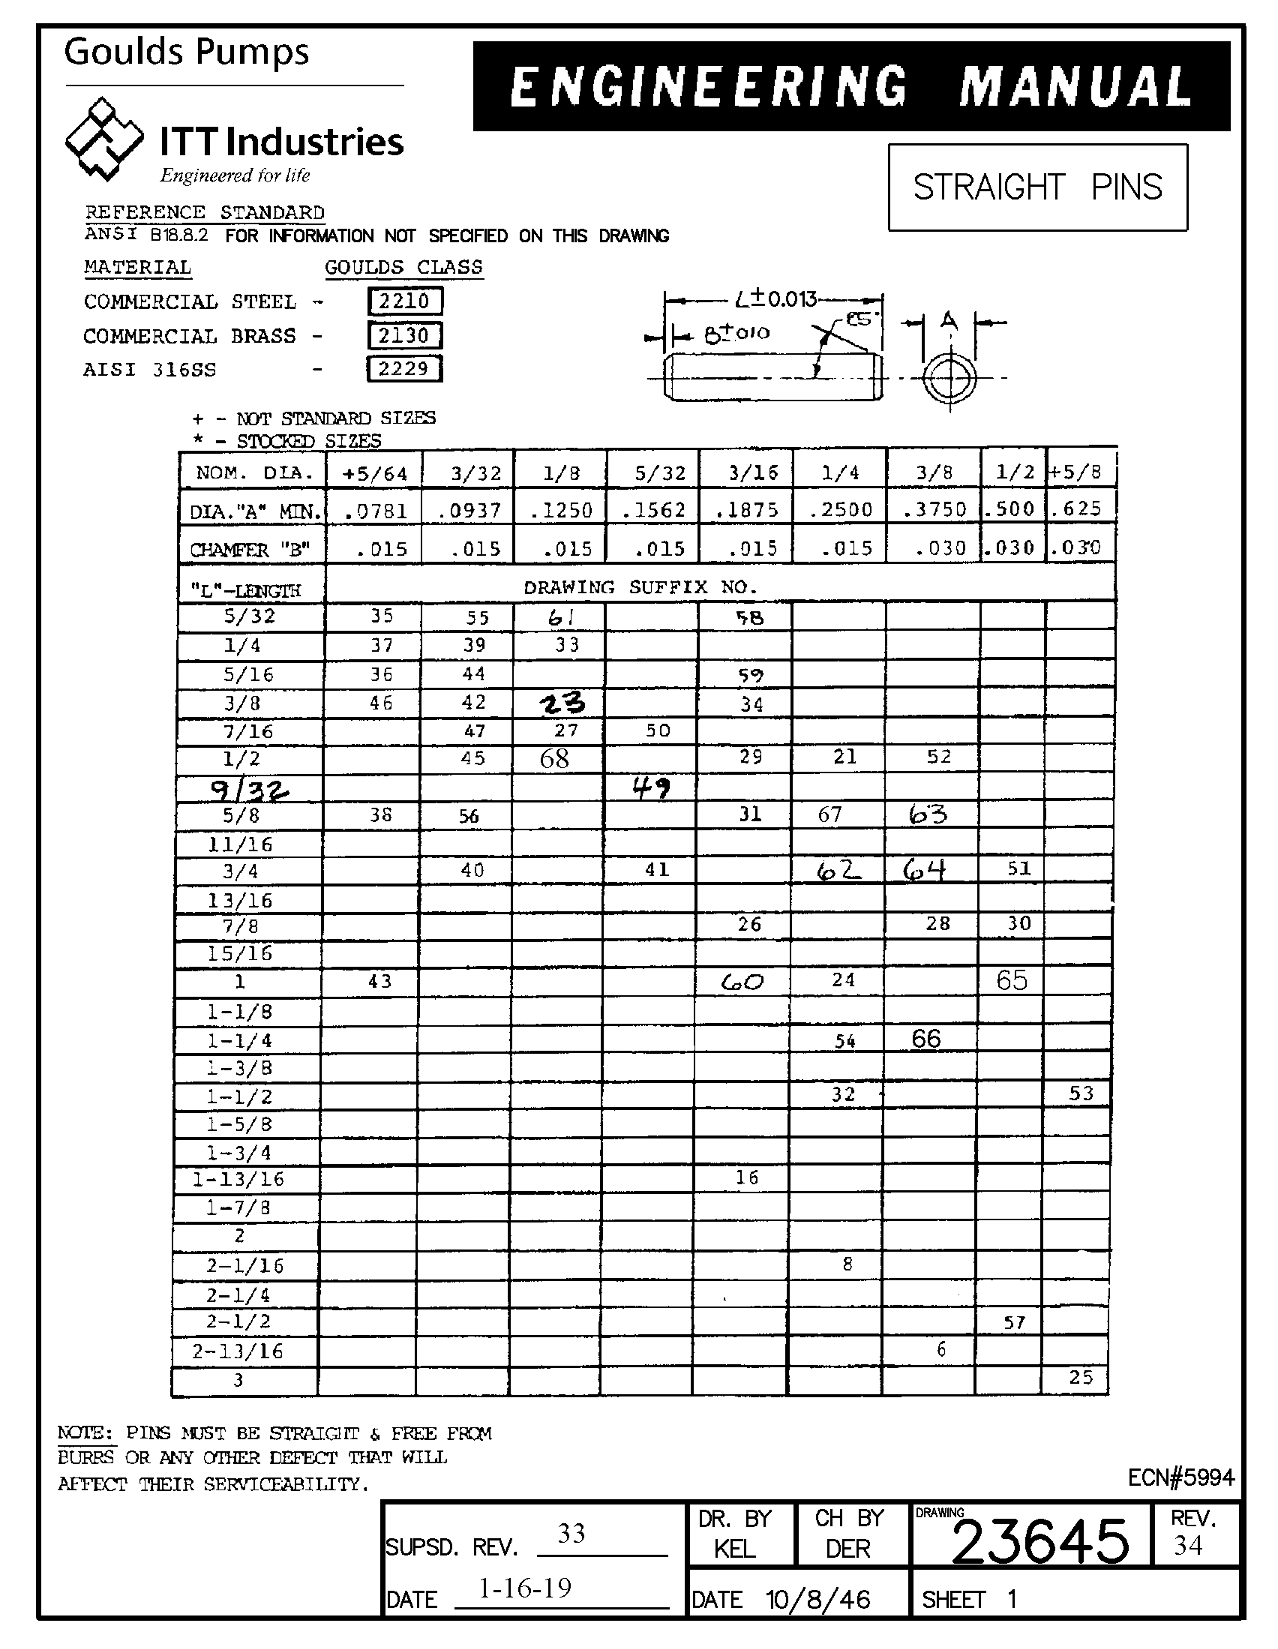 Goulds Pumps
ENGINEERING MANUAL
ITT Industries
Engineered for life
STRAIGHT PINS
REFERENCE STANDARD
ANSI B18.8.2 FOR INFORMATION NOT SPECIFIED ON THIS DRAWING
MATERIAL GOULDS CLASS
COMMERCIAL STEEL - 2210
COMMERCIAL BRASS - 2130
AISI 316SS - 2229
L±0.013
B±010
A
+ - NOT STANDARD SIZES
* - STOCKED SIZES
NOM. DIA. +5/64 3/32 1/8 5/32 3/16 1/4 3/8 1/2 +5/8
DIA."A" MIN. .0781 .0937 .1250 .1562 .1875 .2500 .3750 .500 .625
CHAMFER "B" .015 .015 .015 .015 .015 .015 .030 .030 .030
"L"-LENGTH DRAWING SUFFIX NO.
5/32 35 55 61 58
1/4 37 39 33
5/16 36 44 59
3/8 46 42 23 34
7/16 47 27 50
1/2 45 68 29 21 52
9/32 49
5/8 38 56 31 67 63
11/16
3/4 40 41 62 64 51
13/16
7/8 26 28 30
15/16
1 43 60 24 65
1-1/8
1-1/4 54 66
1-3/8
1-1/2 32 53
1-5/8
1-3/4
1-13/16 16
1-7/8
2
2-1/16 8
2-1/4
2-1/2 57
2-13/16 6
3 25
NOTE: PINS MUST BE STRAIGHT & FREE FROM
BURRS OR ANY OTHER DEFECT THAT WILL
AFFECT THEIR SERVICEABILITY.
ECN#5994
SUPSD. REV. 33
DATE 1-16-19
DR. BY KEL
CH BY DER
DRAWING 23645
REV. 34
DATE 10/8/46
SHEET 1